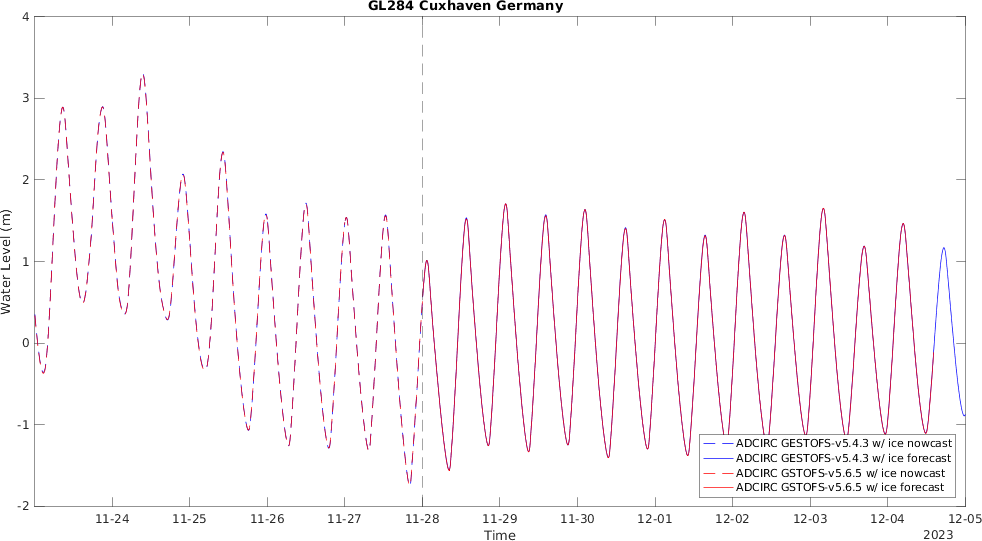 GL284 Cuxhaven Germany
4
3
2
1
0
-1
-2
Water Level (m)
11-24 11-25 11-26 11-27 11-28 11-29 11-30 12-01 12-02 12-03 12-04 12-05
Time
2023
ADCIRC GESTOFS-v5.4.3 w/ ice nowcast
ADCIRC GESTOFS-v5.4.3 w/ ice forecast
ADCIRC GSTOFS-v5.6.5 w/ ice nowcast
ADCIRC GSTOFS-v5.6.5 w/ ice forecast